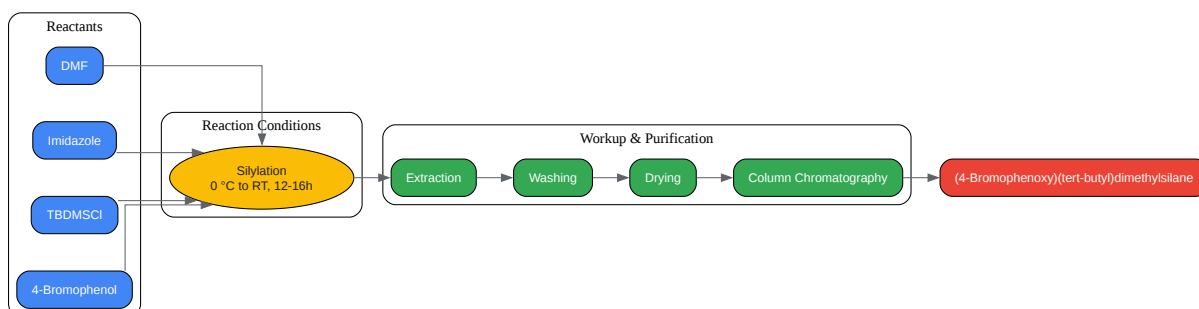 Reactants
DMF
Imidazole
TBDMSCl
4-Bromophenol
Reaction Conditions
Silylation
0 °C to RT, 12-16h
Workup & Purification
Extraction
Washing
Drying
Column Chromatography
(4-Bromophenoxy)(tert-butyl)dimethylsilane